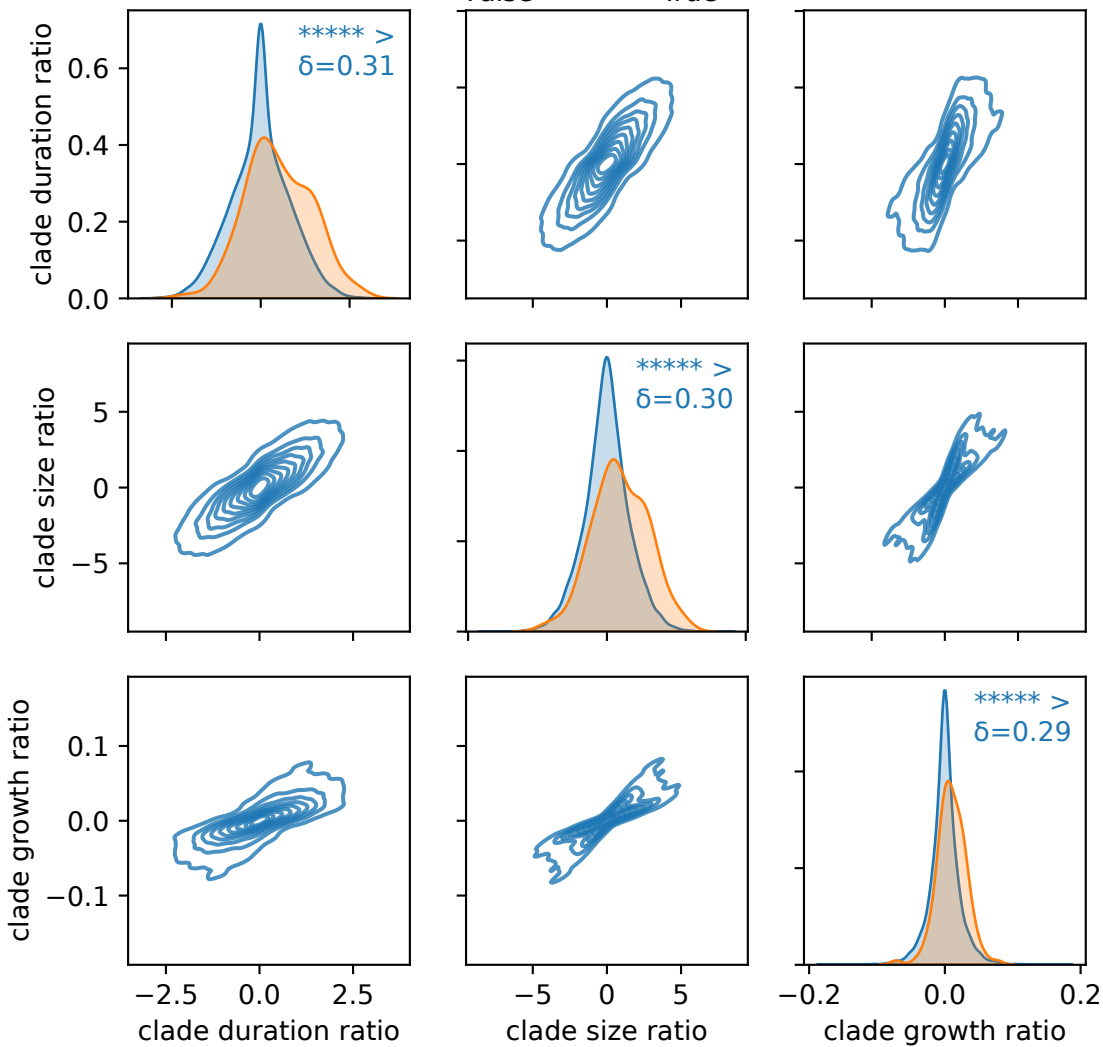 ***** >
δ=0.31
clade duration ratio
0.6
0.4
0.2
0.0
***** >
δ=0.30
clade size ratio
5
0
−5
***** >
δ=0.29
clade growth ratio
0.1
0.0
−0.1
−2.5 0.0 2.5 −5 0 5 −0.2 0.0 0.2
clade duration ratio clade size ratio clade growth ratio